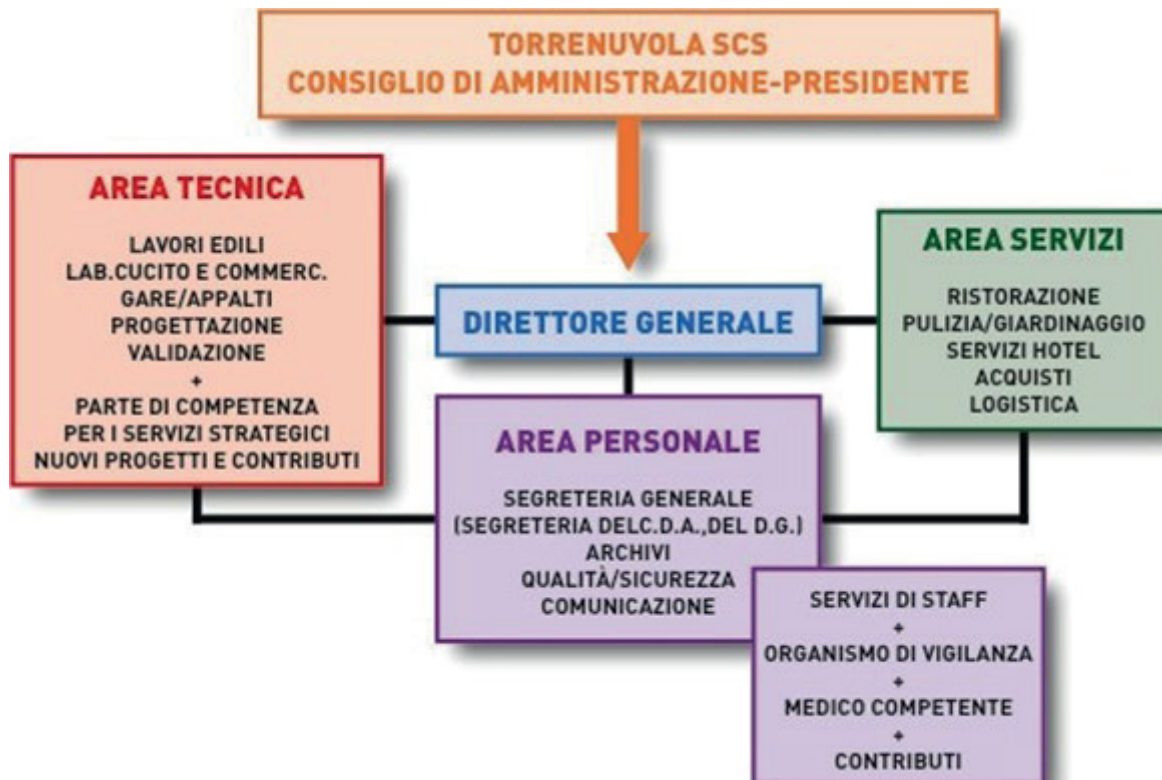 TORRENUVOLA SCS
CONSIGLIO DI AMMINISTRAZIONE-PRESIDENTE
AREA TECNICA
LAVORI EDILI
LAB.CUCITO E COMMERC.
GARE/APPALTI
PROGETTAZIONE
VALIDAZIONE
+
PARTE DI COMPETENZA
PER I SERVIZI STRATEGICI
NUOVI PROGETTI E CONTRIBUTI
DIRETTORE GENERALE
AREA SERVIZI
RISTORAZIONE
PULIZIA/GIARDINAGGIO
SERVIZI HOTEL
ACQUISTI
LOGISTICA
AREA PERSONALE
SEGRETERIA GENERALE
(SEGRETERIA DELC.D.A.,DEL D.G.)
ARCHIVI
QUALITÀ/SICUREZZA
COMUNICAZIONE
SERVIZI DI STAFF
+
ORGANISMO DI VIGILANZA
+
MEDICO COMPETENTE
+
CONTRIBUTI